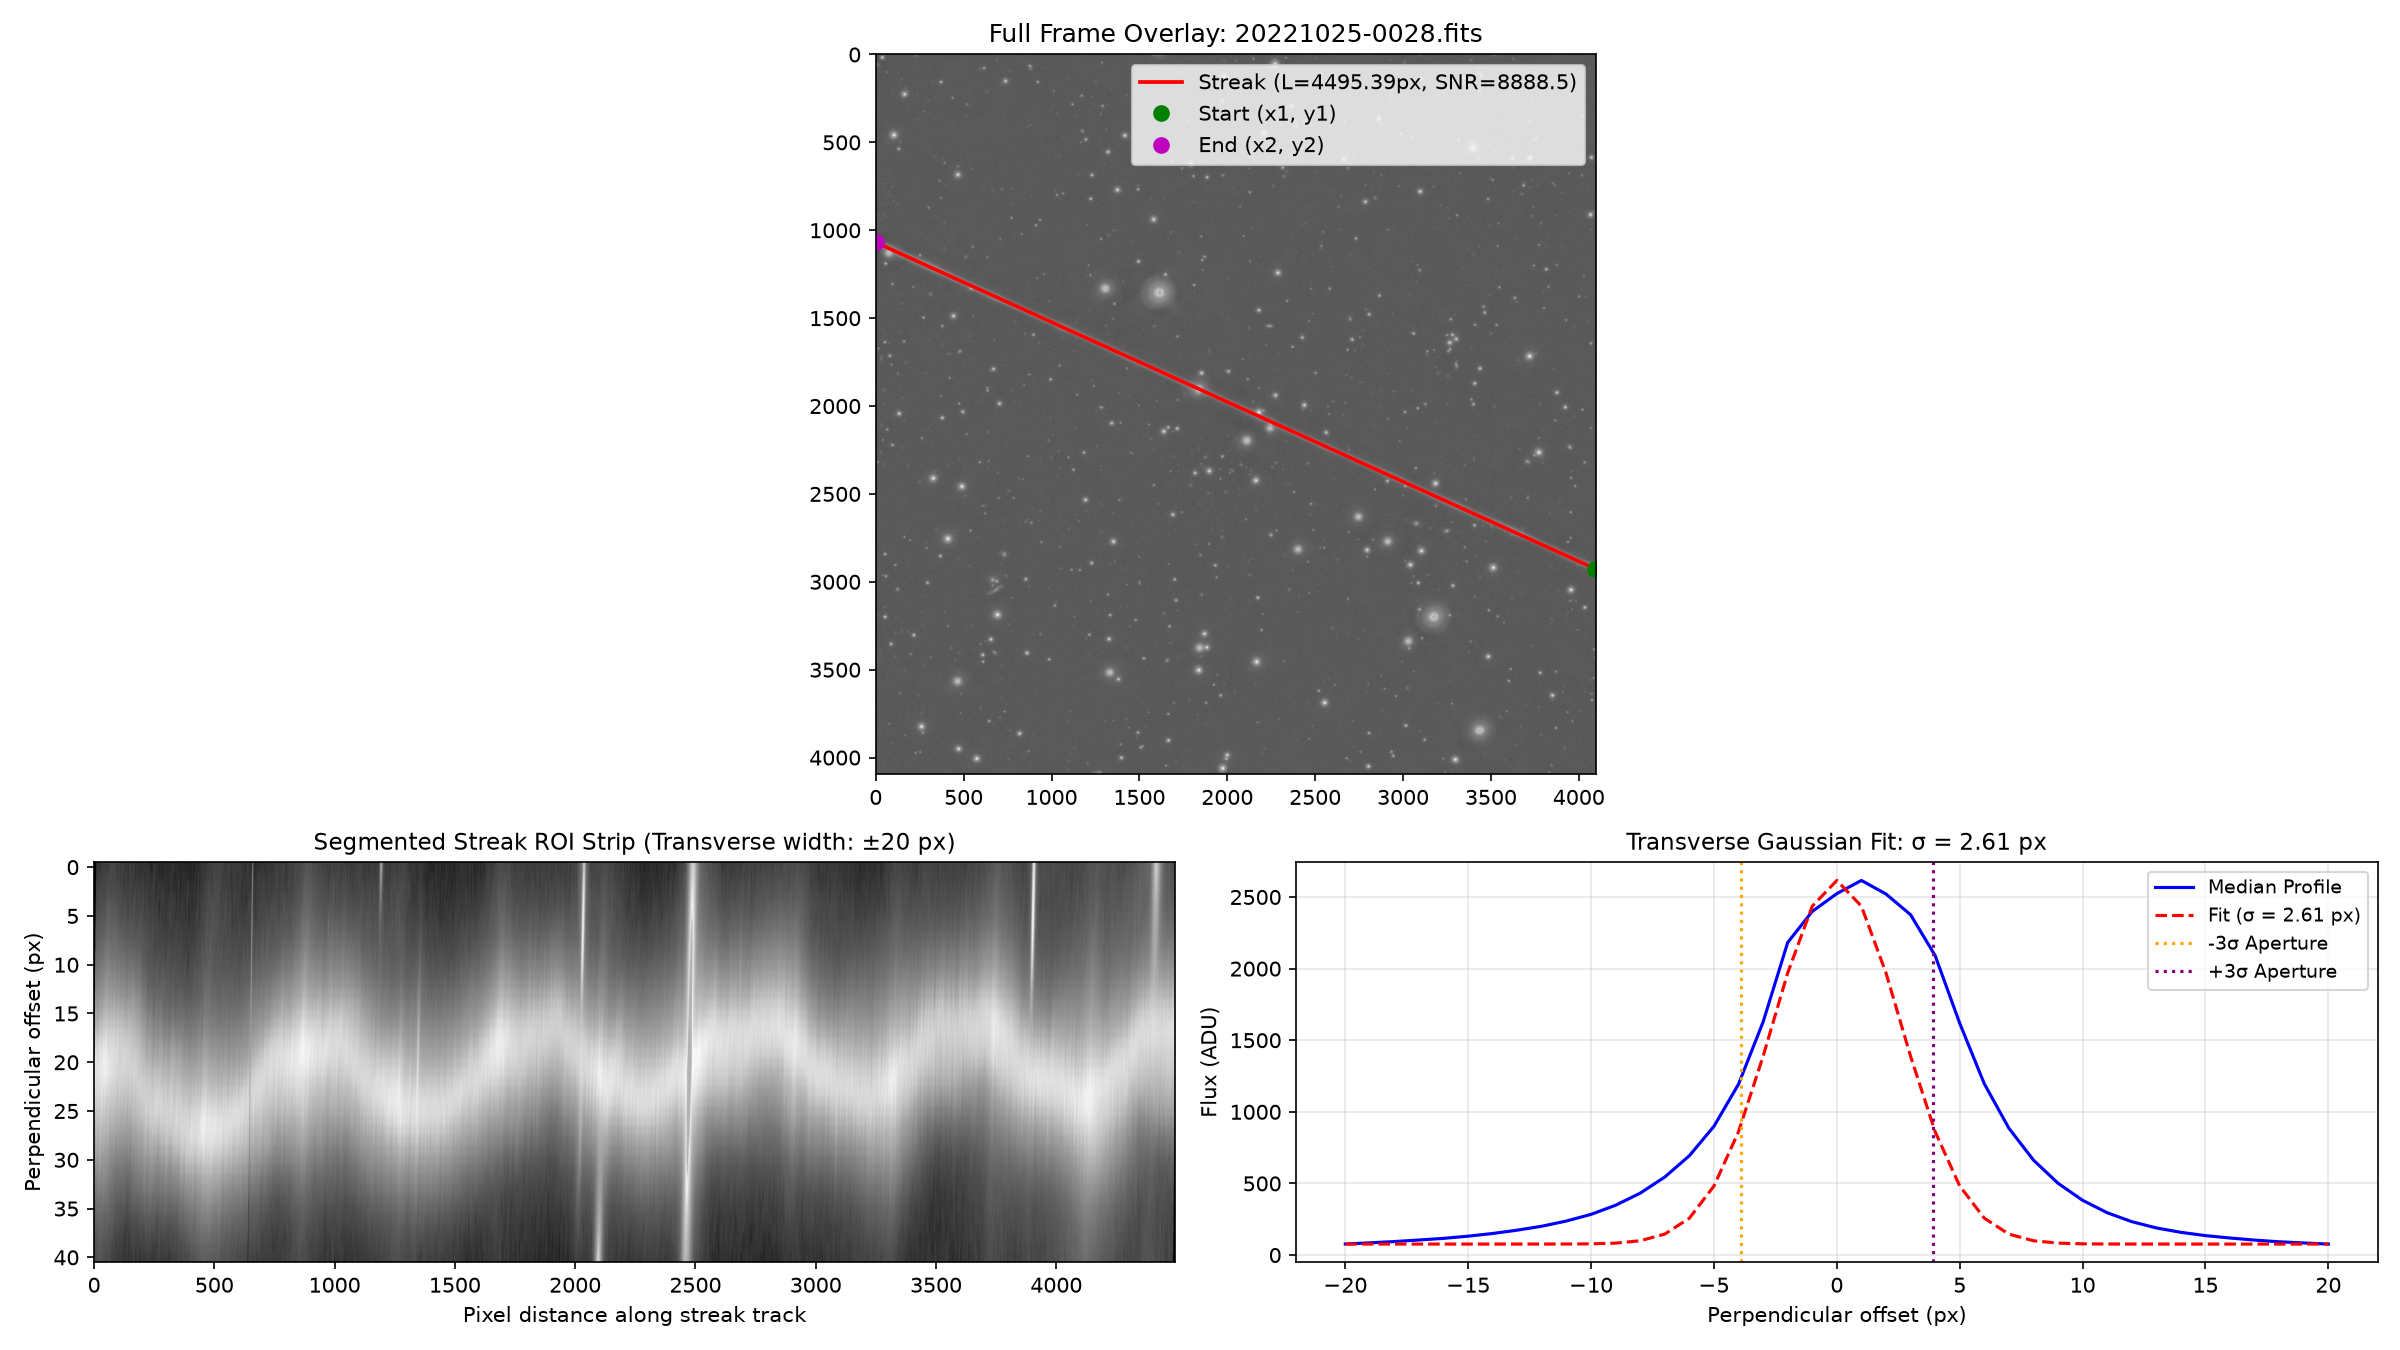 Full Frame Overlay: 20221025-0028.fits
Streak (L=4495.39px, SNR=8888.5)
Start (x1, y1)
End (x2, y2)
0
500
1000
1500
2000
2500
3000
3500
4000
0 500 1000 1500 2000 2500 3000 3500 4000
Segmented Streak ROI Strip (Transverse width: ±20 px)
Perpendicular offset (px)
0
5
10
15
20
25
30
35
40
0 500 1000 1500 2000 2500 3000 3500 4000
Pixel distance along streak track
Transverse Gaussian Fit: σ = 2.61 px
Median Profile
Fit (σ = 2.61 px)
-3σ Aperture
+3σ Aperture
Flux (ADU)
2500
2000
1500
1000
500
0
−20 −15 −10 −5 0 5 10 15 20
Perpendicular offset (px)